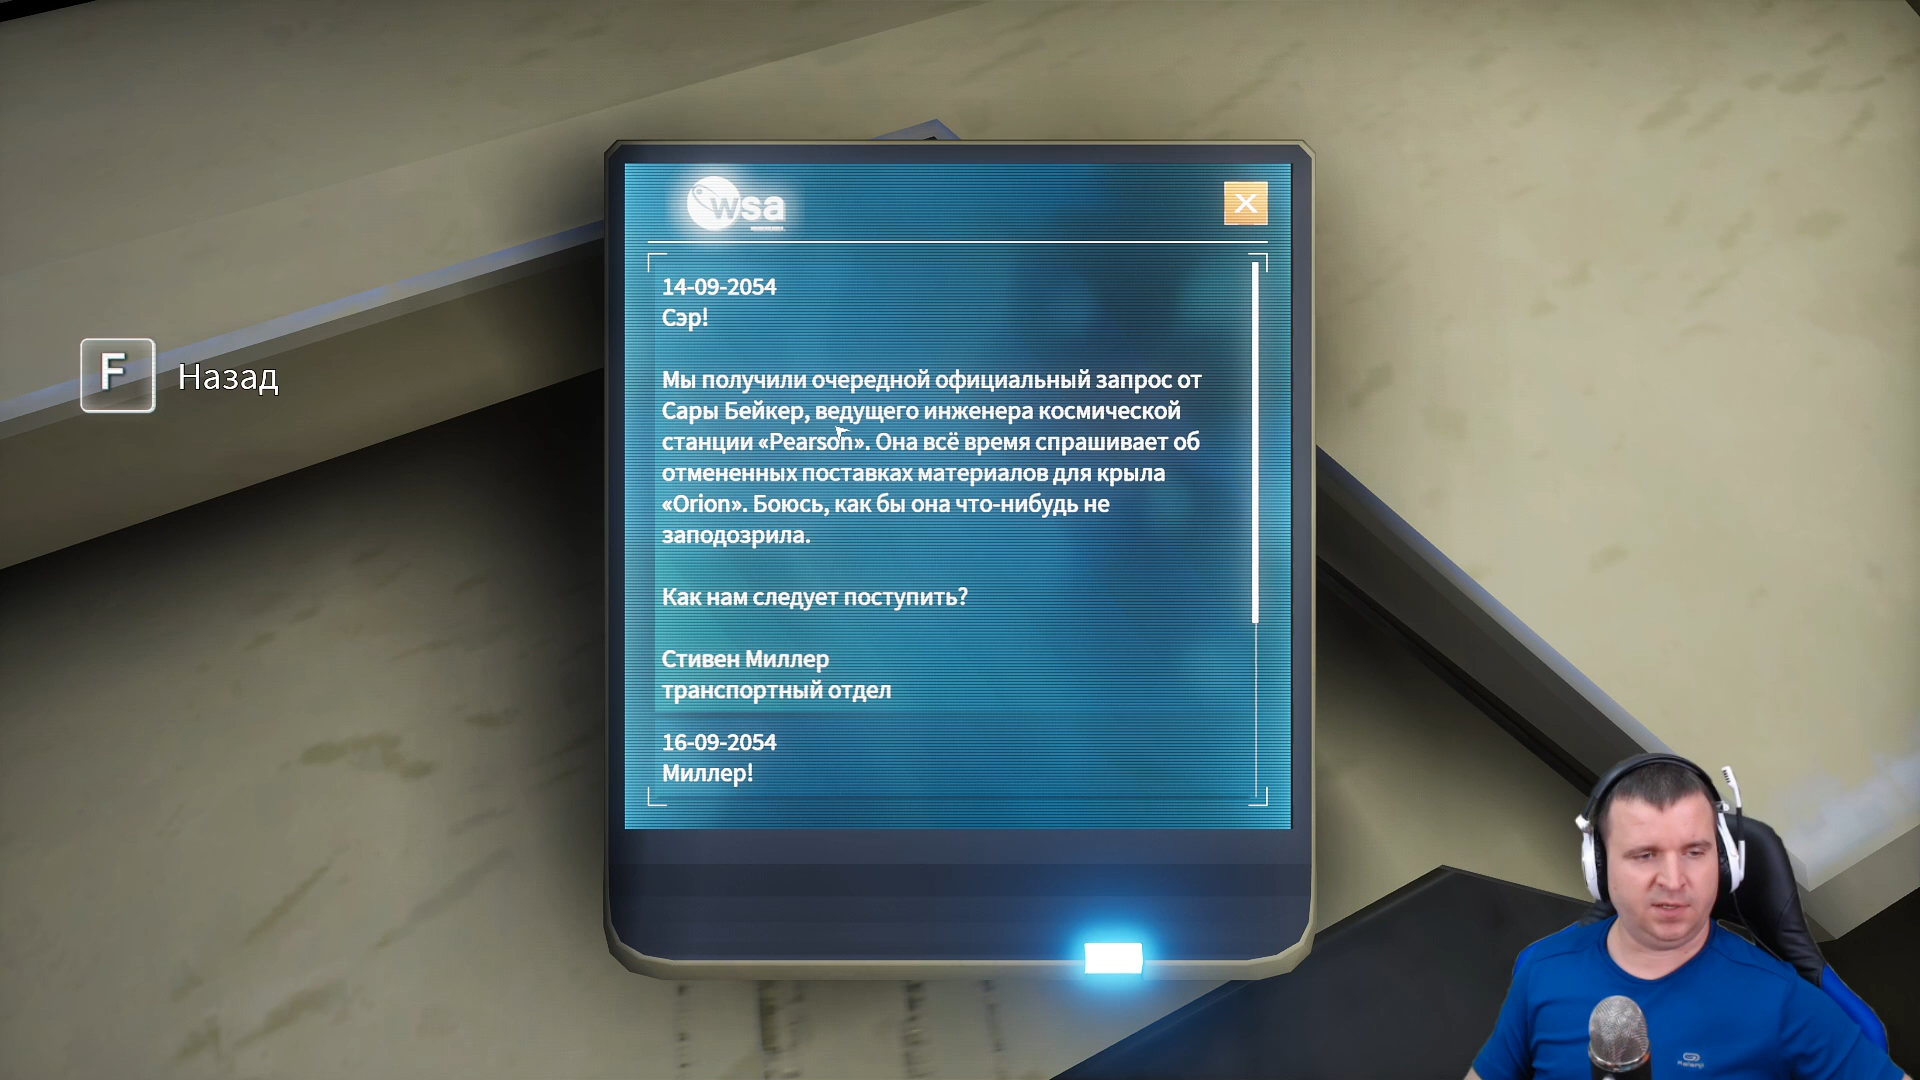 wsa
14-09-2054
Сэр!
Мы получили очередной официальный запрос от
Сары Бейкер, ведущего инженера космической
станции «Pearson». Она всё время спрашивает об
отмененных поставках материалов для крыла
«Orion». Боюсь, как бы она что-нибудь не
заподозрила.
Как нам следует поступить?
Стивен Миллер
транспортный отдел
16-09-2054
Миллер!
F Назад